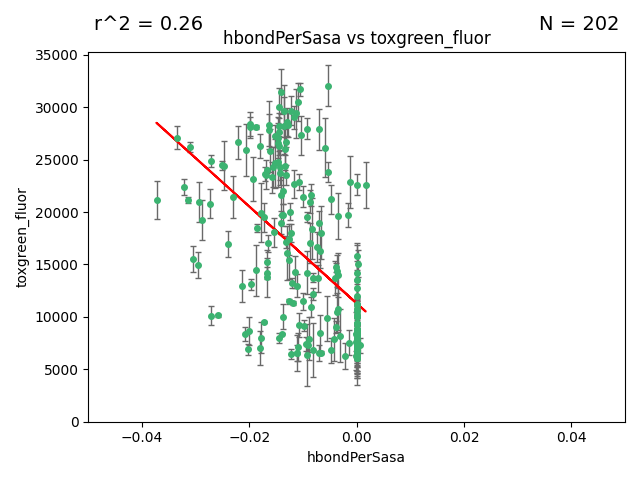 r^2 = 0.26
N = 202
hbondPerSasa vs toxgreen_fluor
35000
30000
25000
20000
15000
10000
5000
0
toxgreen_fluor
−0.04
−0.02
0.00
0.02
0.04
hbondPerSasa